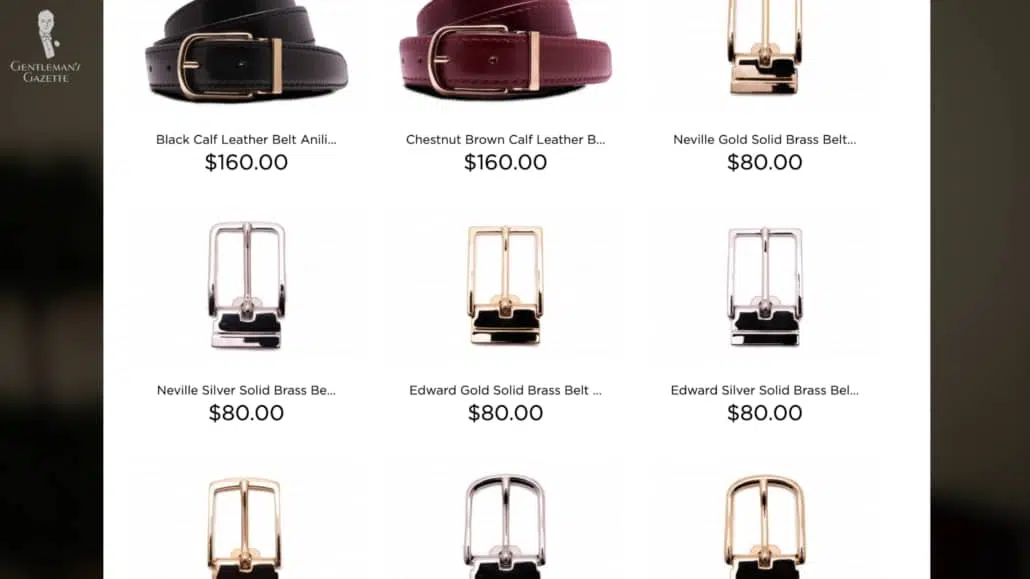 GENTLEMAN'S
GAZETTE
Black Calf Leather Belt Anili...
Chestnut Brown Calf Leather B...
Neville Gold Solid Brass Belt...
$160.00
$160.00
$80.00
Neville Silver Solid Brass Be...
Edward Gold Solid Brass Belt ...
Edward Silver Solid Brass Bel...
$80.00
$80.00
$80.00